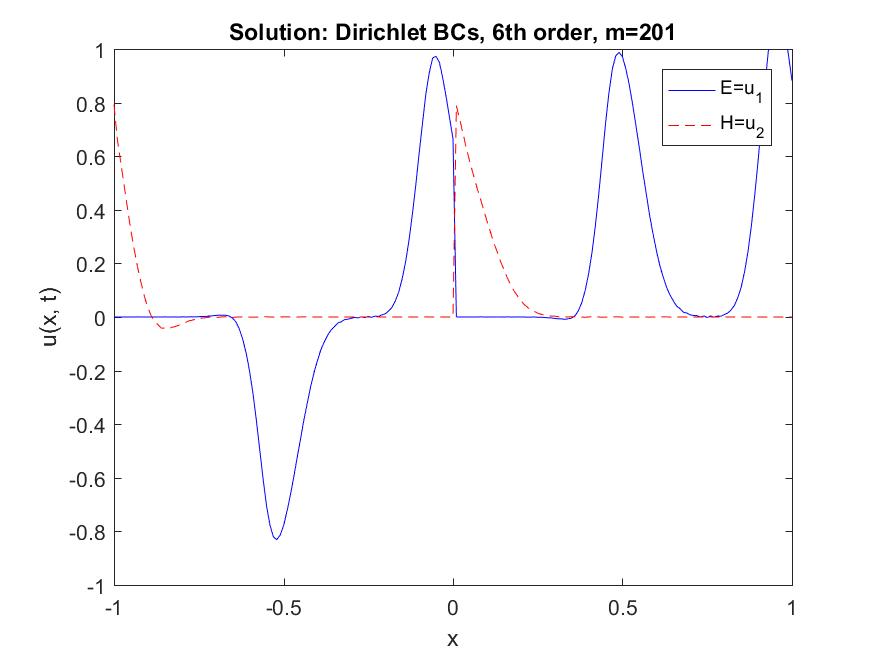 Solution: Dirichlet BCs, 6th order, m=201
E=u1
H=u2
u(x, t)
1
0.8
0.6
0.4
0.2
0
-0.2
-0.4
-0.6
-0.8
-1
-1 -0.5 0 0.5 1
x